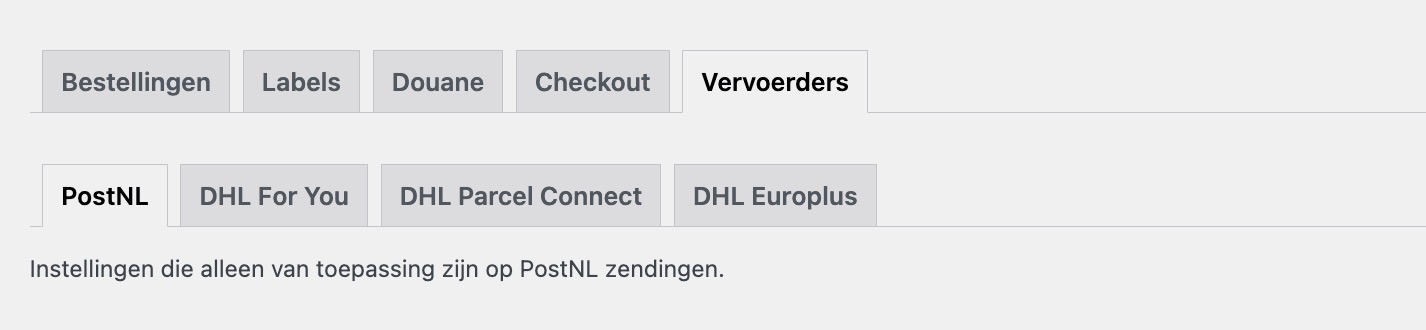 Bestellingen Labels Douane Checkout Vervoerders
PostNL DHL For You DHL Parcel Connect DHL Europlus
Instellingen die alleen van toepassing zijn op PostNL zendingen.